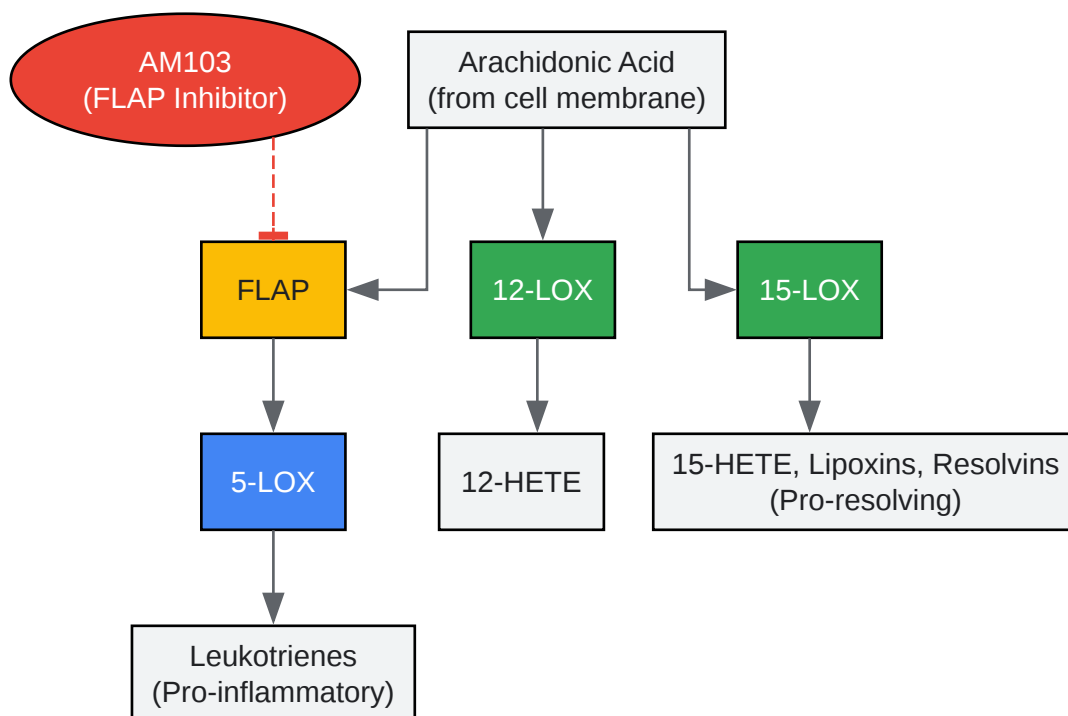 AM103
(FLAP Inhibitor)
Arachidonic Acid
(from cell membrane)
FLAP
12-LOX
15-LOX
5-LOX
12-HETE
15-HETE, Lipoxins, Resolvins
(Pro-resolving)
Leukotrienes
(Pro-inflammatory)